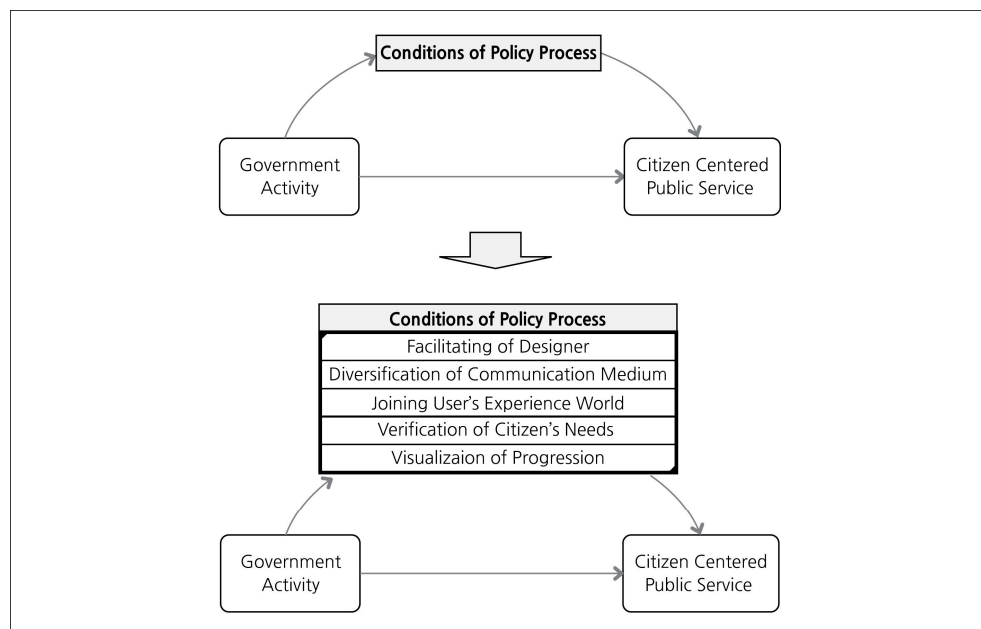 Conditions of Policy Process
Government
Activity
Citizen Centered
Public Service
Conditions of Policy Process
Facilitating of Designer
Diversification of Communication Medium
Joining User's Experience World
Verification of Citizen's Needs
Visualizaion of Progression
Government
Activity
Citizen Centered
Public Service